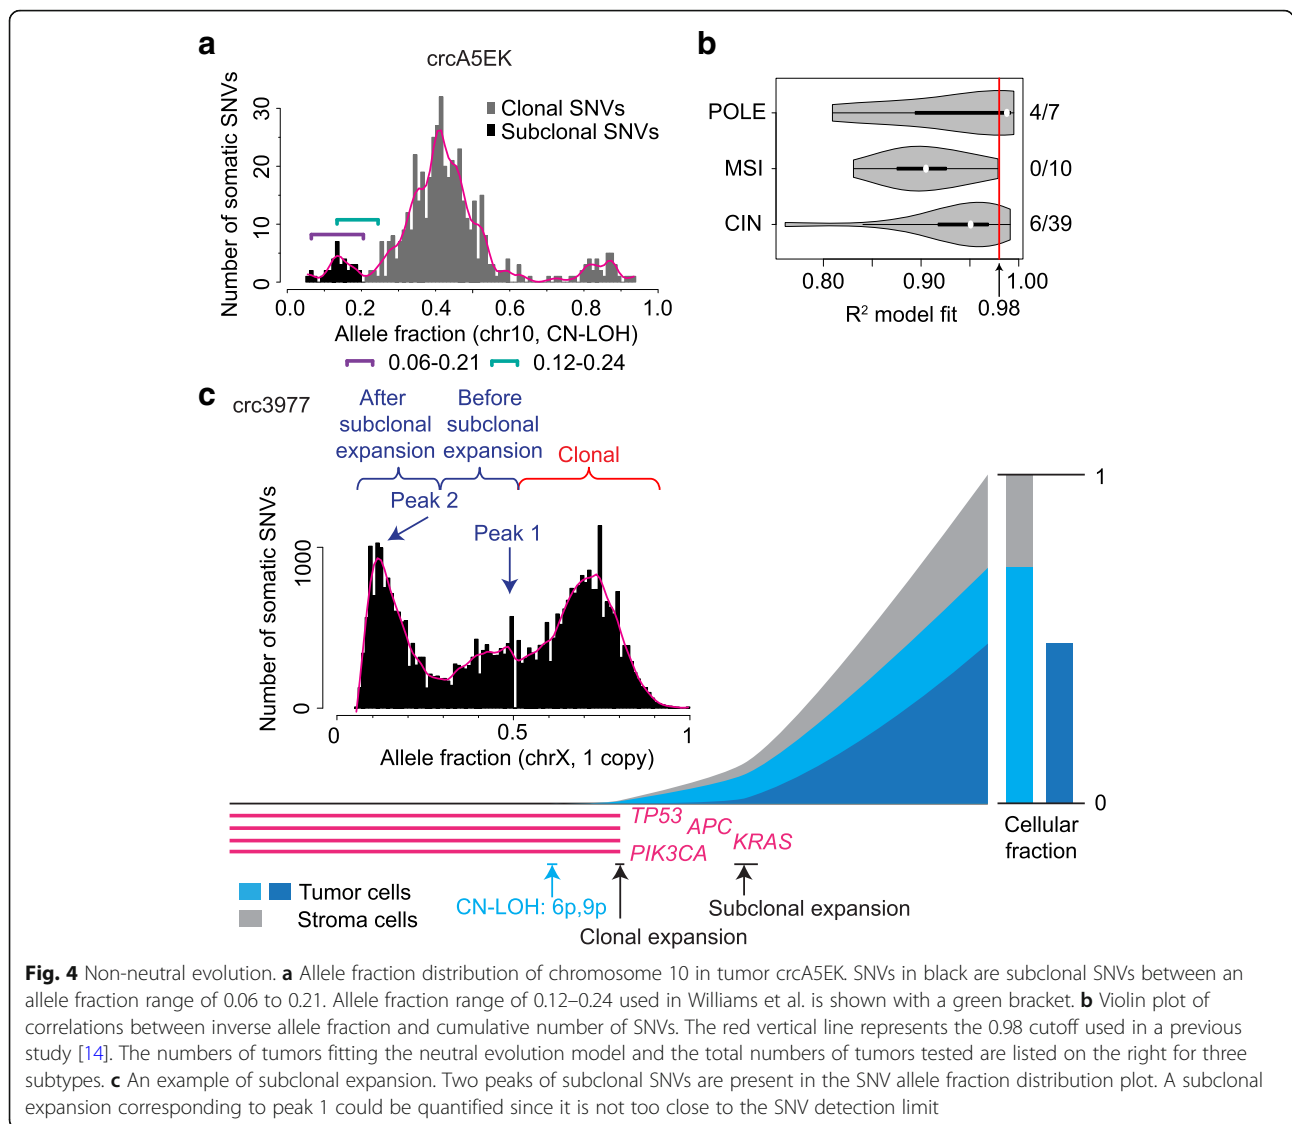 a
crcA5EK
Number of somatic SNVs
30
20
10
0
Clonal SNVs
Subclonal SNVs
0.0 0.2 0.4 0.6 0.8 1.0
Allele fraction (chr10, CN-LOH)
0.06-0.21 0.12-0.24
b
POLE 4/7
MSI 0/10
CIN 6/39
0.80 0.90 1.00
R² model fit 0.98
c
crc3977
After subclonal expansion
Before subclonal expansion
Clonal
Peak 2
Peak 1
Number of somatic SNVs
1000
0
0 0.5 1
Allele fraction (chrX, 1 copy)
1
0
Cellular
fraction
TP53
APC
KRAS
PIK3CA
Tumor cells
Stroma cells
CN-LOH: 6p,9p
Clonal expansion
Subclonal expansion
Fig. 4 Non-neutral evolution. a Allele fraction distribution of chromosome 10 in tumor crcA5EK. SNVs in black are subclonal SNVs between an
allele fraction range of 0.06 to 0.21. Allele fraction range of 0.12–0.24 used in Williams et al. is shown with a green bracket. b Violin plot of
correlations between inverse allele fraction and cumulative number of SNVs. The red vertical line represents the 0.98 cutoff used in a previous
study [14]. The numbers of tumors fitting the neutral evolution model and the total numbers of tumors tested are listed on the right for three
subtypes. c An example of subclonal expansion. Two peaks of subclonal SNVs are present in the SNV allele fraction distribution plot. A subclonal
expansion corresponding to peak 1 could be quantified since it is not too close to the SNV detection limit